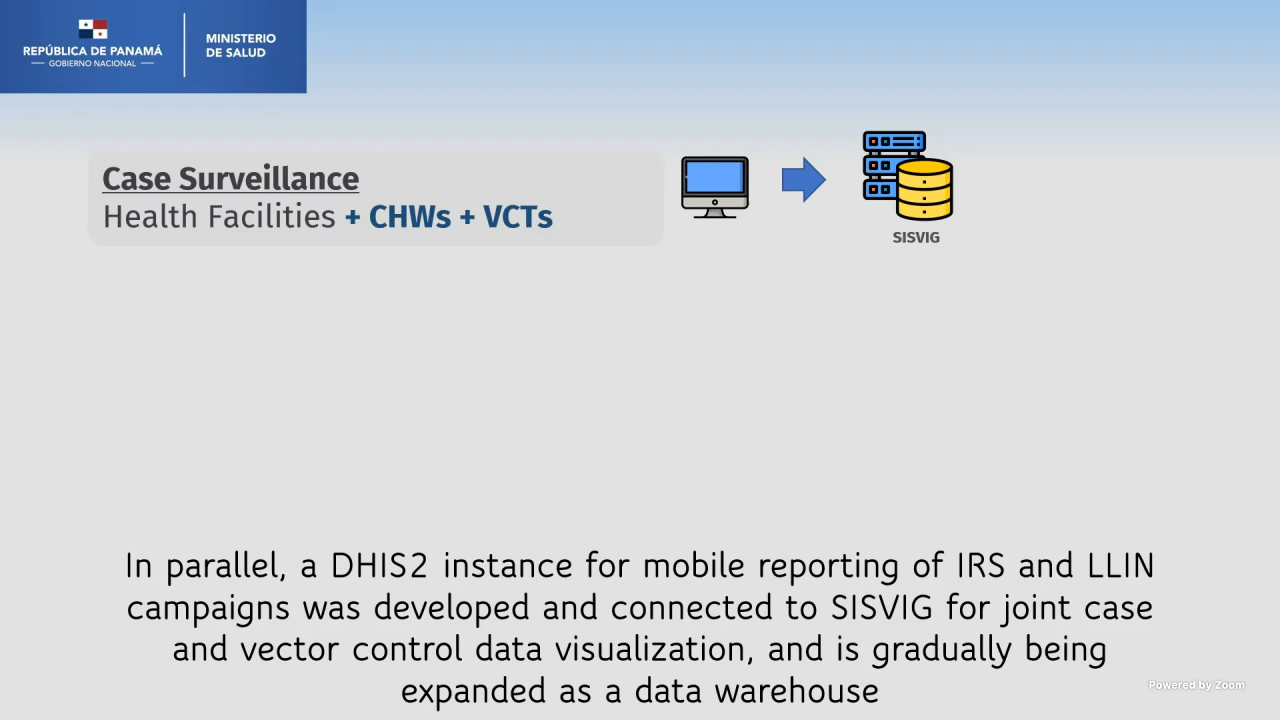 REPÚBLICA DE PANAMÁ
GOBIERNO NACIONAL
MINISTERIO
DE SALUD
Case Surveillance
Health Facilities + CHWs + VCTs
SISVIG
In parallel, a DHIS2 instance for mobile reporting of IRS and LLIN
campaigns was developed and connected to SISVIG for joint case
and vector control data visualization, and is gradually being
expanded as a data warehouse
Powered by Zoom